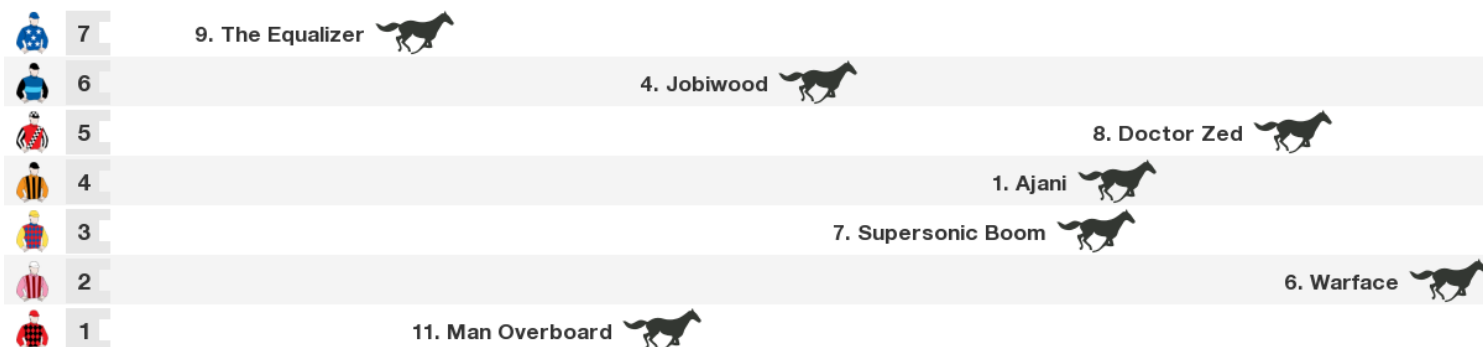 7 9. The Equalizer
6 4. Jobiwood
5 8. Doctor Zed
4 1. Ajani
3 7. Supersonic Boom
2 6. Warface
1 11. Man Overboard